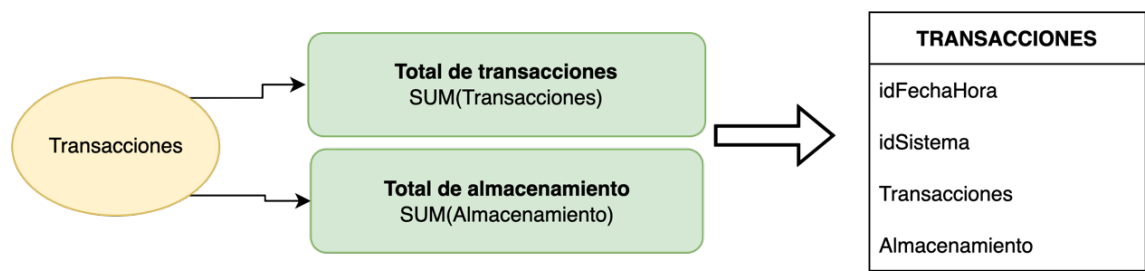 Transacciones
Total de transacciones
SUM(Transacciones)
Total de almacenamiento
SUM(Almacenamiento)
TRANSACCIONES
idFechaHora
idSistema
Transacciones
Almacenamiento